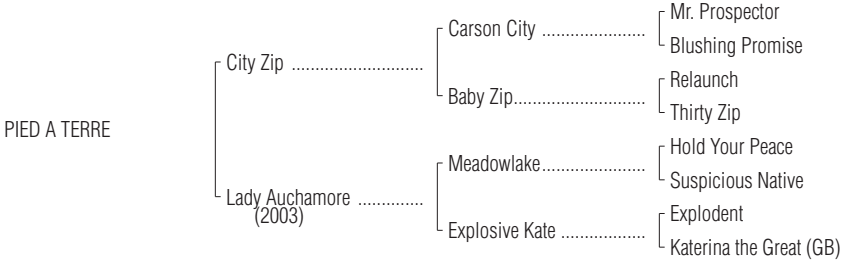 Mr. Prospector
Carson City ......................
Blushing Promise
City Zip ............................
Relaunch
Baby Zip............................
Thirty Zip
PIED A TERRE
Hold Your Peace
Meadowlake......................
Suspicious Native
Lady Auchamore ..............
(2003)
Explodent
Explosive Kate ..................
Katerina the Great (GB)